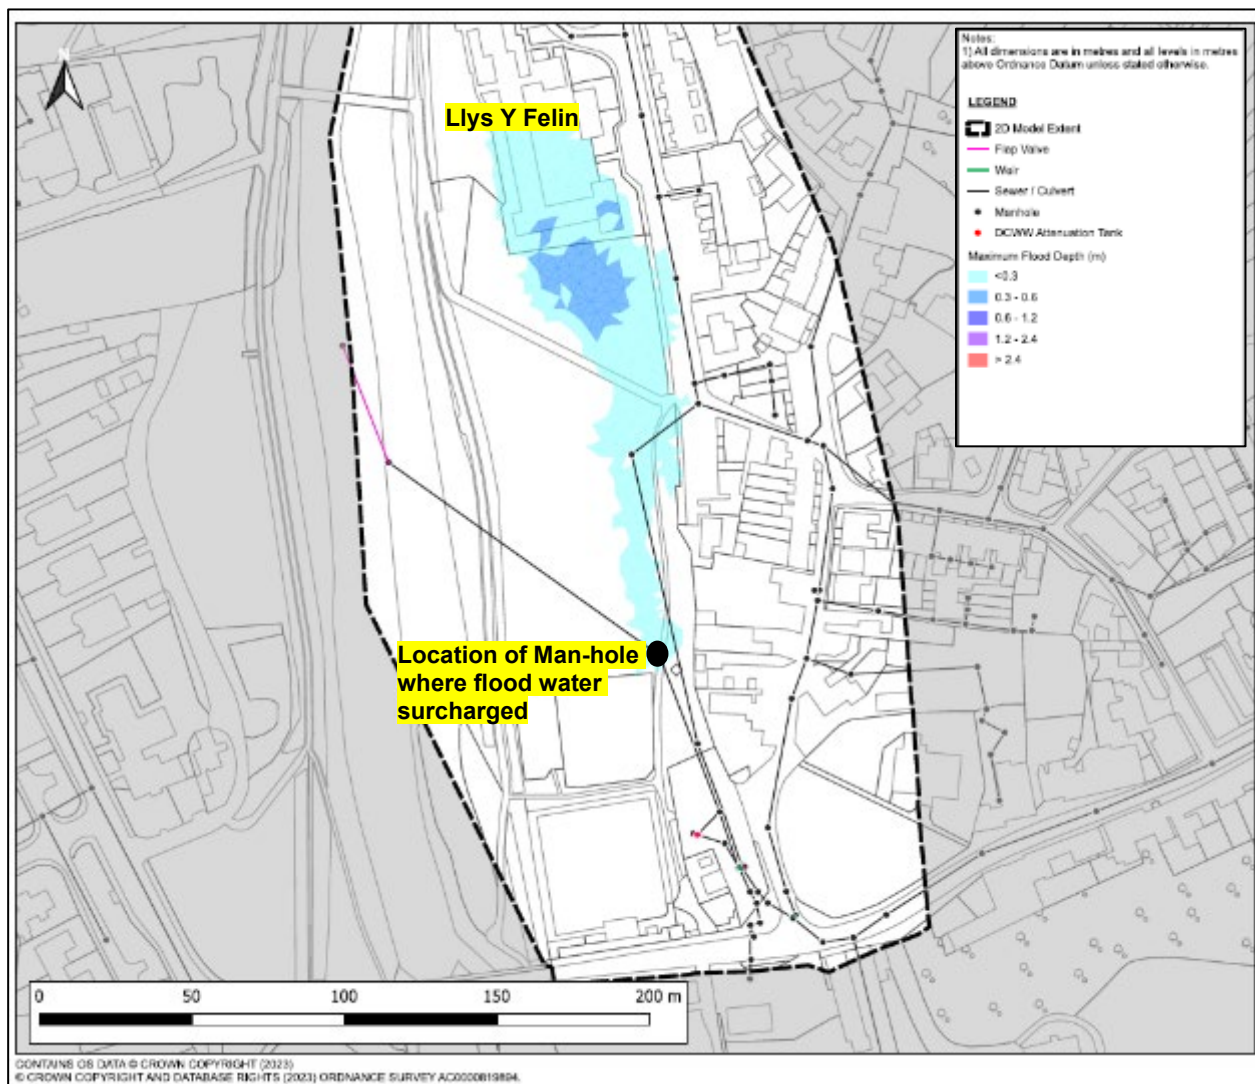 Notes:
1) All dimensions are in metres and all levels in metres
above Ordnance Datum unless stated otherwise.
LEGEND
2D Model Extent
Flap Valve
Weir
Sewer / Culvert
Manhole
DCWW Attenuation Tank
Maximum Flood Depth (m)
<0.3
0.3 - 0.6
0.6 - 1.2
1.2 - 2.4
> 2.4
Llys Y Felin
Location of Man-hole
where flood water
surcharged
0 50 100 150 200 m
CONTAINS OS DATA © CROWN COPYRIGHT (2023)
© CROWN COPYRIGHT AND DATABASE RIGHTS (2023) ORDNANCE SURVEY AC0000819894.